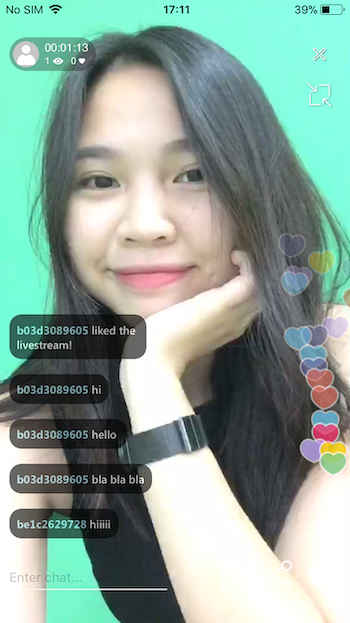 No SIM 17:11 39%
00:01:13
1 0
b03d3089605 liked the
livestream!
b03d3089605 hi
b03d3089605 hello
b03d3089605 bla bla bla
be1c2629728 hiiiii
Enter chat...